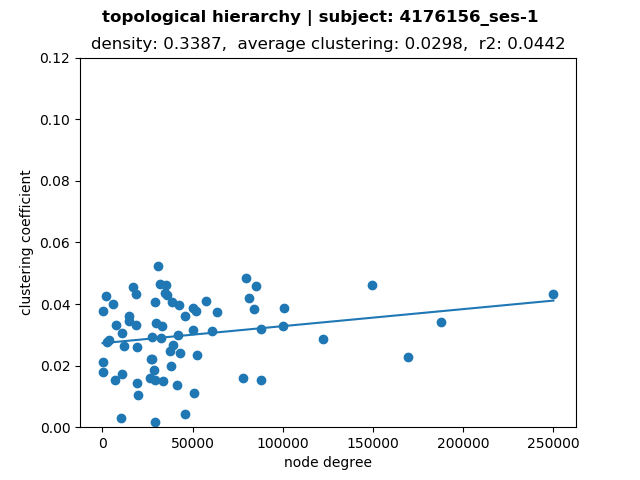 topological hierarchy | subject: 4176156_ses-1
density: 0.3387,  average clustering: 0.0298,  r2: 0.0442
clustering coefficient
0.12
0.10
0.08
0.06
0.04
0.02
0.00
0 50000 100000 150000 200000 250000
node degree